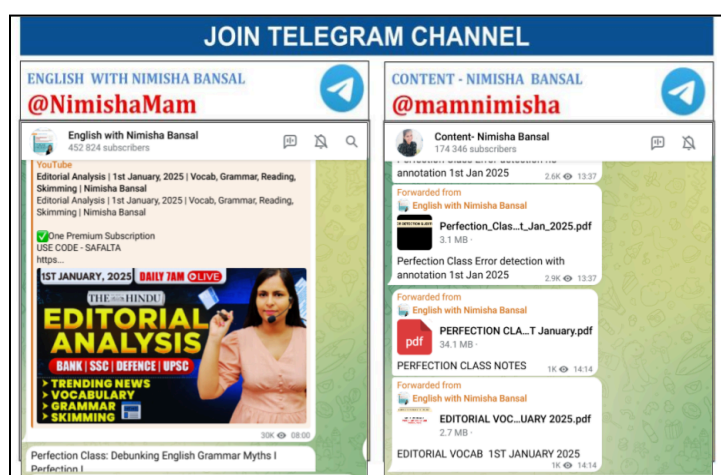 JOIN TELEGRAM CHANNEL
ENGLISH WITH NIMISHA BANSAL
@NimishaMam
English with Nimisha Bansal
452 824 subscribers
YouTube
Editorial Analysis | 1st January, 2025 | Vocab, Grammar, Reading,
Skimming | Nimisha Bansal
Editorial Analysis | 1st January, 2025 | Vocab, Grammar, Reading,
Skimming | Nimisha Bansal
✅One Premium Subscription
USE CODE - SAFALTA
https...
1ST JANUARY, 2025 DAILY 7AM LIVE
THE HINDU
EDITORIAL
ANALYSIS
BANK | SSC | DEFENCE | UPSC
> TRENDING NEWS
> VOCABULARY
> GRAMMAR
> SKIMMING
30K 08:00
Perfection Class: Debunking English Grammar Myths I
Perfection I
CONTENT - NIMISHA BANSAL
@mamnimisha
Content- Nimisha Bansal
174 346 subscribers
Perfection Class Error detection no
annotation 1st Jan 2025
2.6K 13:37
Forwarded from
English with Nimisha Bansal
Perfection_Clas...t_Jan_2025.pdf
3.1 MB ·
Perfection Class Error detection with
annotation 1st Jan 2025
2.9K 13:37
Forwarded from
English with Nimisha Bansal
pdf
PERFECTION CLA...T January.pdf
34.1 MB ·
PERFECTION CLASS NOTES
1K 14:14
Forwarded from
English with Nimisha Bansal
EDITORIAL VOC...UARY 2025.pdf
2.7 MB ·
EDITORIAL VOCAB 1ST JANUARY 2025
1K 14:14